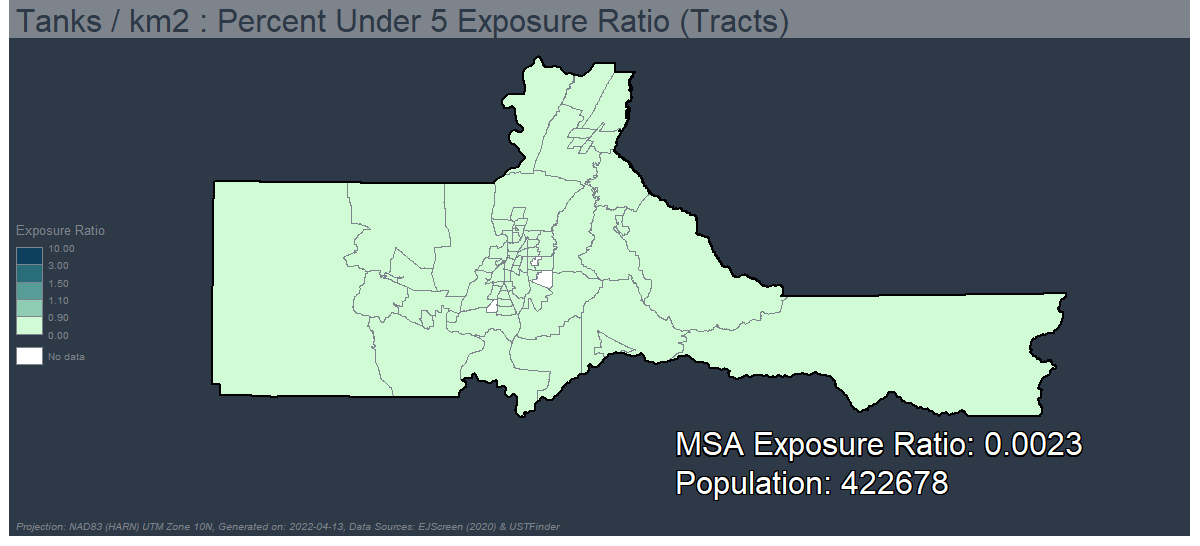 Tanks / km2 : Percent Under 5 Exposure Ratio (Tracts)
Exposure Ratio
10.00
3.00
1.50
1.10
0.90
0.00
No data
MSA Exposure Ratio: 0.0023
Population: 422678
Projection: NAD83 (HARN) UTM Zone 10N, Generated on: 2022-04-13, Data Sources: EJScreen (2020) & USTFinder